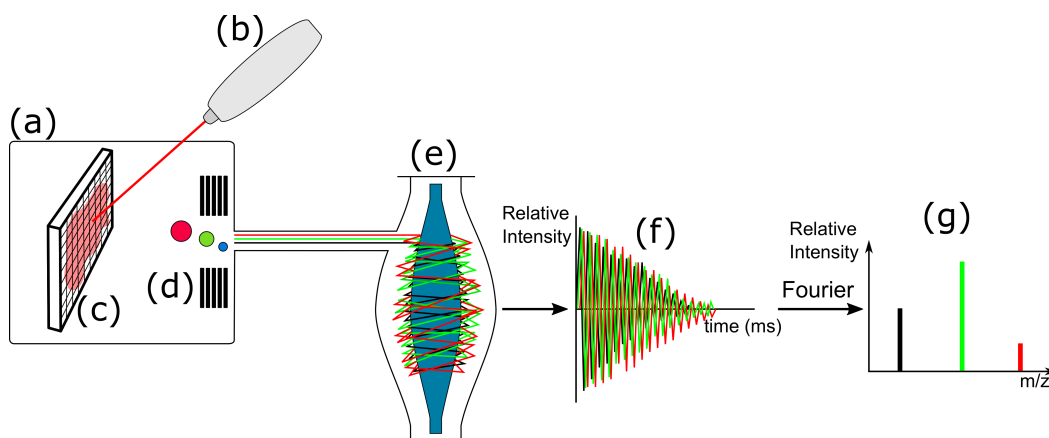 (a)
(b)
(c)
(d)
(e)
Relative
Intensity
(f)
time (ms)
Fourier
(g)
Relative
Intensity
m/z